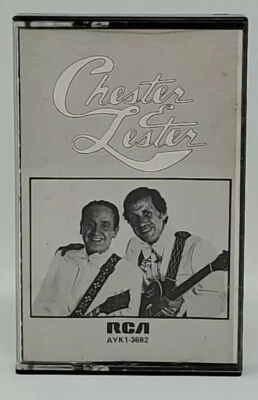 Chester
&
Lester
RCA
AYK1-3682